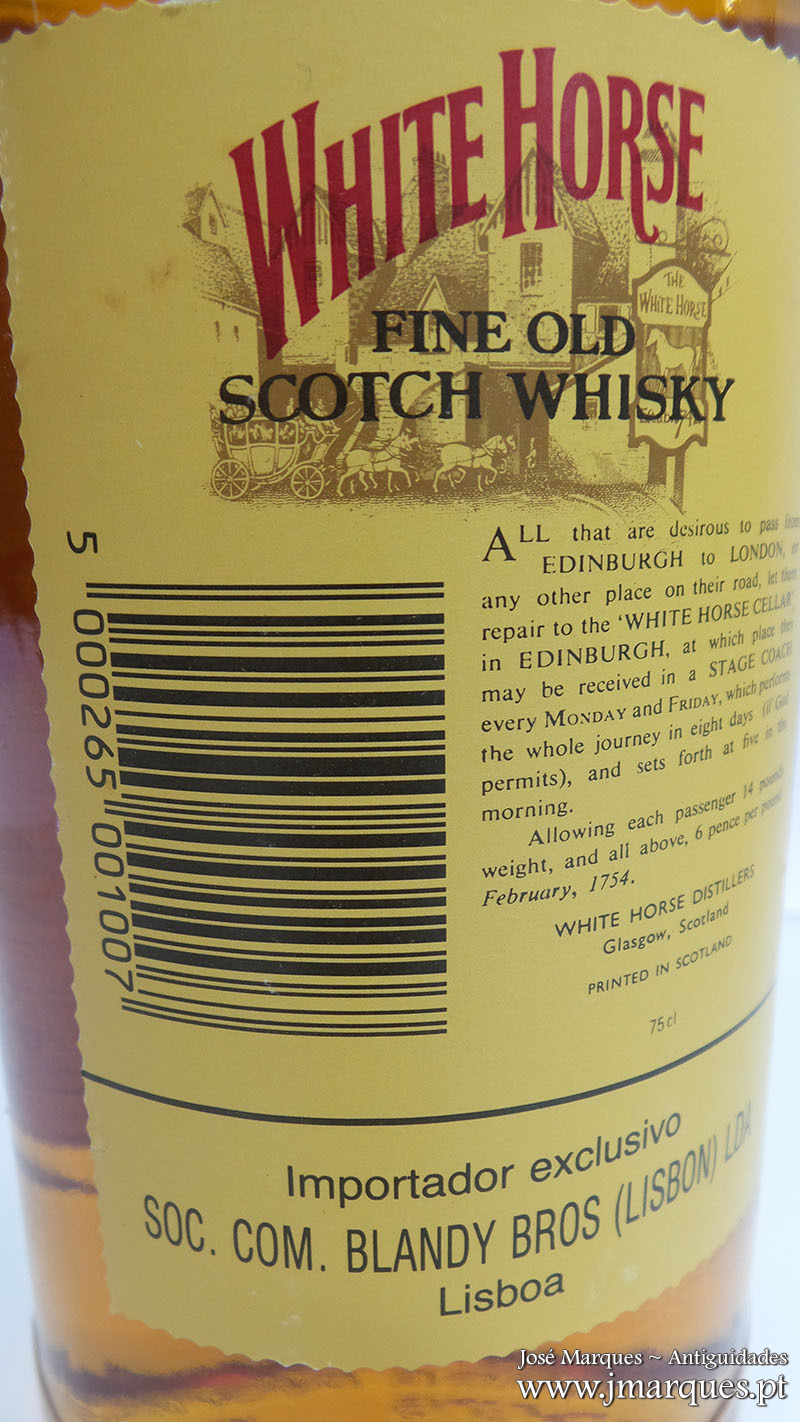 WHITE HORSE
FINE OLD
SCOTCH WHISKY
THE
WHITE HORSE
ALL that are desirous to pass from
EDINBURGH to LONDON, or
any other place on their road, let them
repair to the 'WHITE HORSE CELLAR'
in EDINBURGH, at which place they
may be received in a STAGE COACH
every MONDAY and FRIDAY, which performs
the whole journey in eight days (if God
permits), and sets forth at five in the
morning.
Allowing each passenger 14 pounds
weight, and all above, 6 pence per pound
February, 1754.
WHITE HORSE DISTILLERS
Glasgow, Scotland
PRINTED IN SCOTLAND
75 cl
5 000265 001007
Importador exclusivo
SOC. COM. BLANDY BROS (LISBON) LDA
Lisboa
José Marques ~ Antiguidades
www.jmarques.pt